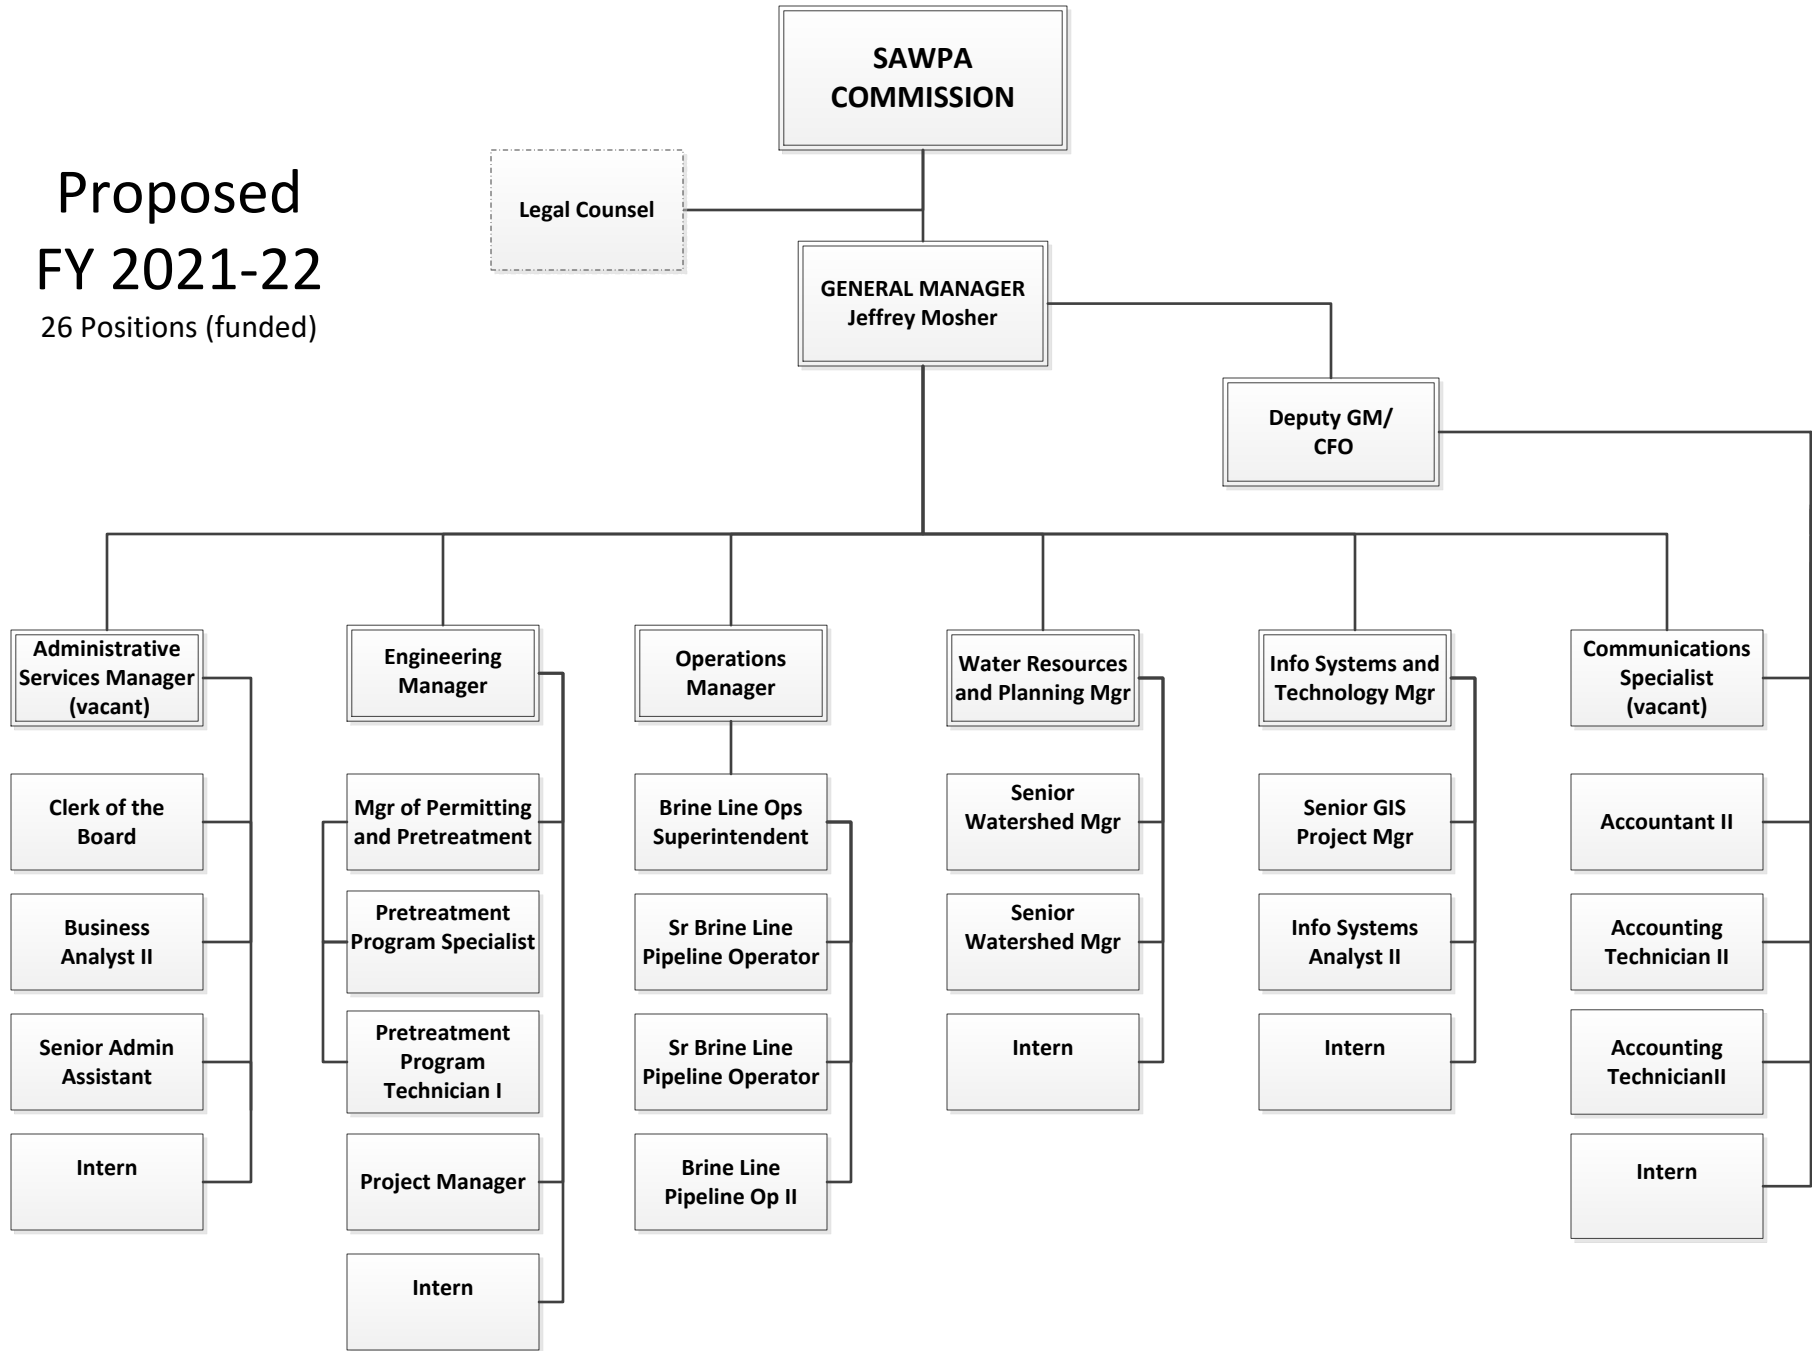 SAWPA
COMMISSION
Proposed
FY 2021-22
26 Positions (funded)
Legal Counsel
GENERAL MANAGER
Jeffrey Mosher
Deputy GM/
CFO
Administrative
Services Manager
(vacant)
Clerk of the
Board
Business
Analyst II
Senior Admin
Assistant
Intern
Engineering
Manager
Mgr of Permitting
and Pretreatment
Pretreatment
Program Specialist
Pretreatment
Program
Technician I
Project Manager
Intern
Operations
Manager
Brine Line Ops
Superintendent
Sr Brine Line
Pipeline Operator
Sr Brine Line
Pipeline Operator
Brine Line
Pipeline Op II
Water Resources
and Planning Mgr
Senior
Watershed Mgr
Senior
Watershed Mgr
Intern
Info Systems and
Technology Mgr
Senior GIS
Project Mgr
Info Systems
Analyst II
Intern
Communications
Specialist
(vacant)
Accountant II
Accounting
Technician II
Accounting
TechnicianII
Intern